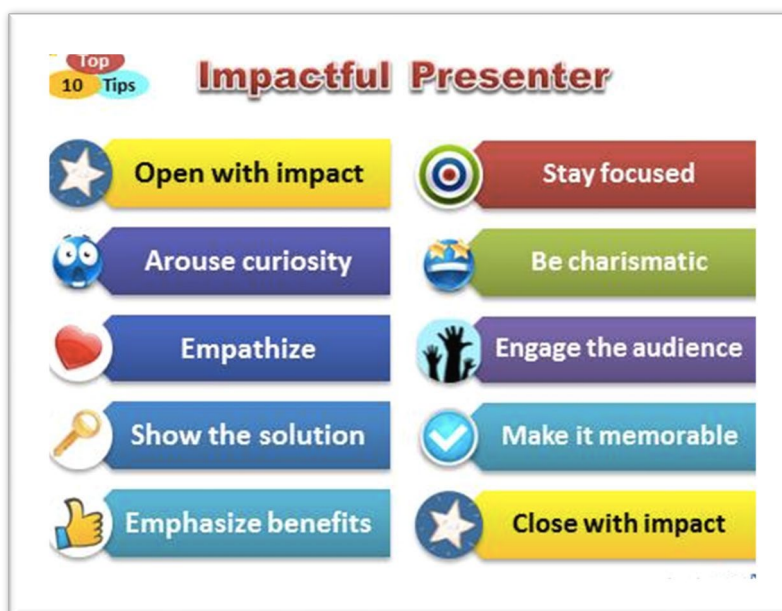 Top
10 Tips
Impactful Presenter
Open with impact
Arouse curiosity
Empathize
Show the solution
Emphasize benefits
Stay focused
Be charismatic
Engage the audience
Make it memorable
Close with impact